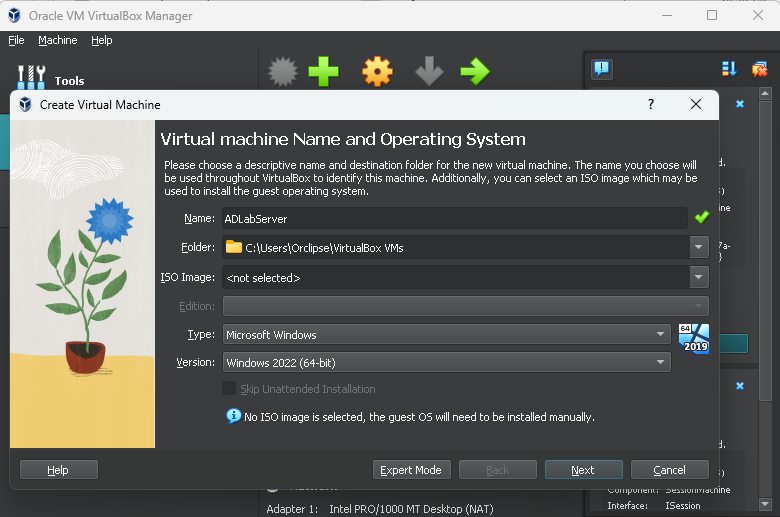 Oracle VM VirtualBox Manager
File Machine Help
Tools
Create Virtual Machine
?
Virtual machine Name and Operating System
Please choose a descriptive name and destination folder for the new virtual machine. The name you choose will
be used throughout VirtualBox to identify this machine. Additionally, you can select an ISO image which may be
used to install the guest operating system.
Name: ADLabServer
Folder: C:\Users\Orclipse\VirtualBox VMs
ISO Image: <not selected>
Edition:
Type: Microsoft Windows
64
2019
Version: Windows 2022 (64-bit)
Skip Unattended Installation
No ISO image is selected, the guest OS will need to be installed manually.
Help Expert Mode Back Next Cancel
Component: SessionMachine
Adapter 1: Intel PRO/1000 MT Desktop (NAT)
Interface: ISession